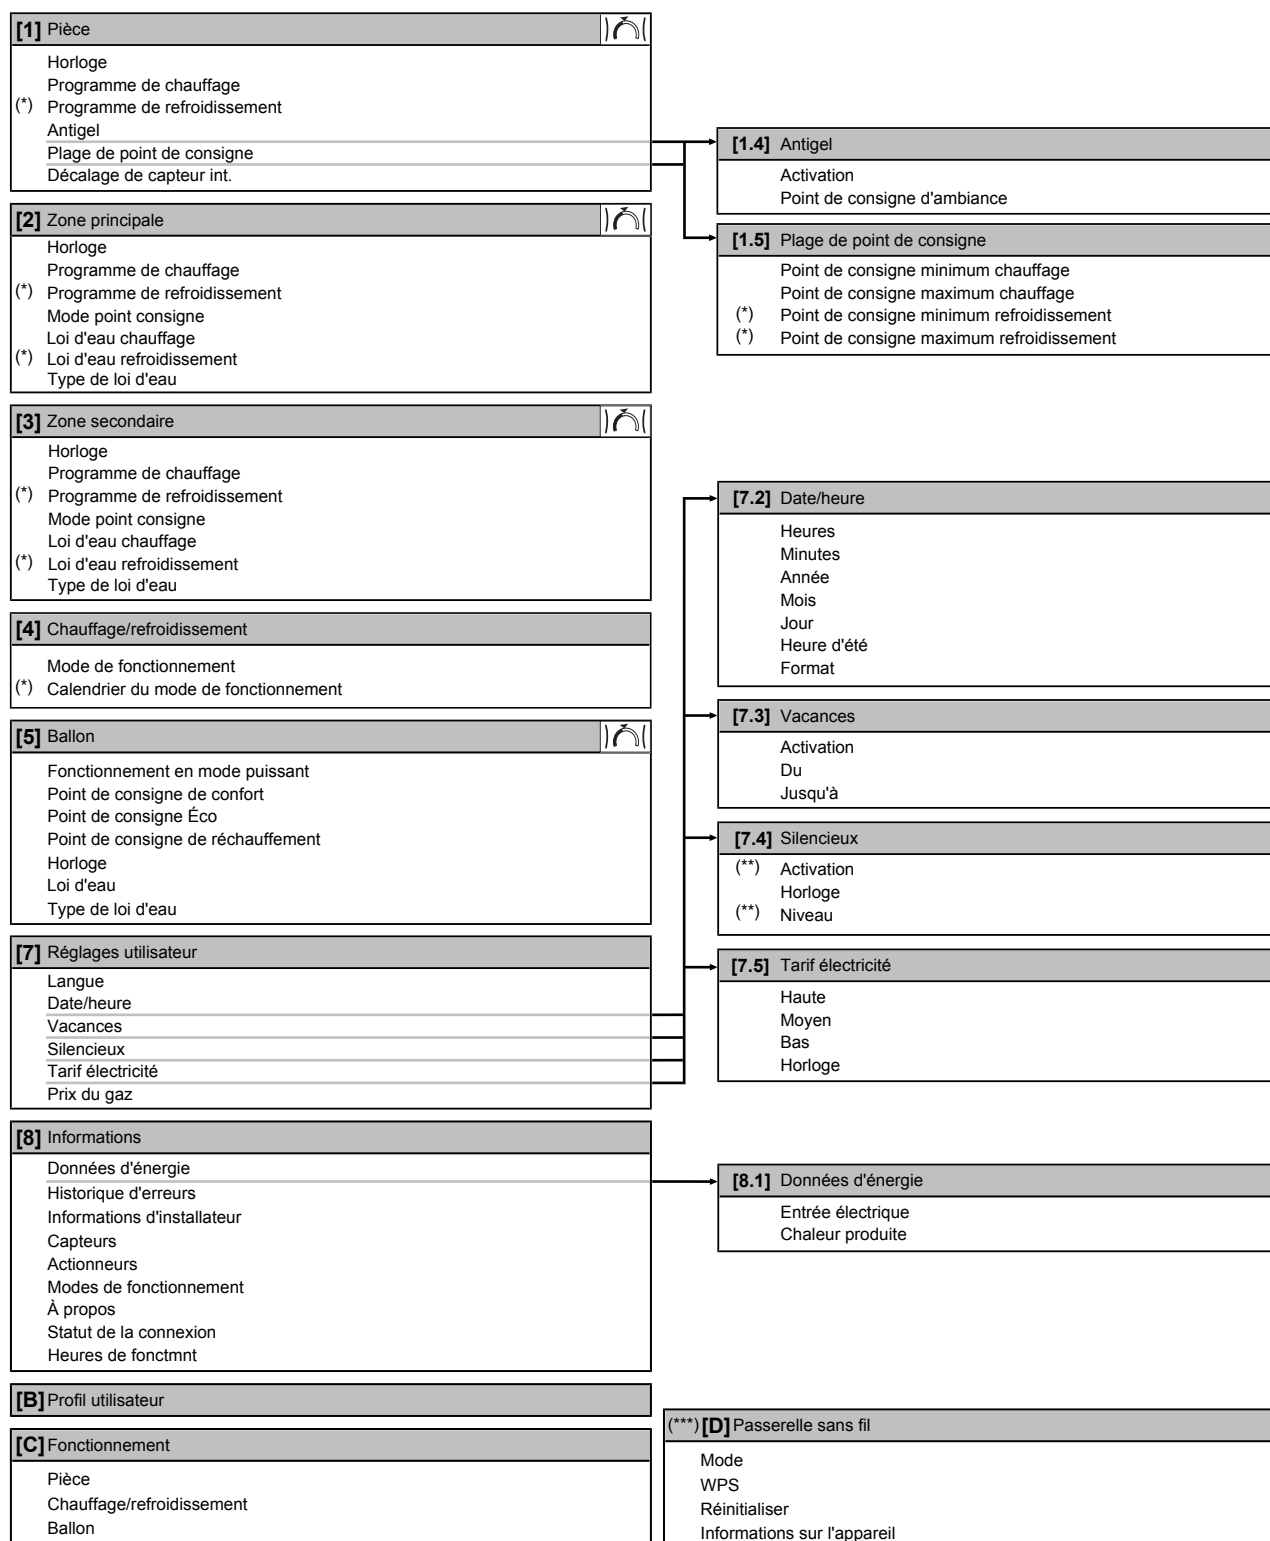 [1] Pièce
Horloge
Programme de chauffage
(*) Programme de refroidissement
Antigel
Plage de point de consigne
Décalage de capteur int.
[1.4] Antigel
Activation
Point de consigne d'ambiance
[1.5] Plage de point de consigne
Point de consigne minimum chauffage
Point de consigne maximum chauffage
(*) Point de consigne minimum refroidissement
(*) Point de consigne maximum refroidissement
[2] Zone principale
Horloge
Programme de chauffage
(*) Programme de refroidissement
Mode point consigne
Loi d'eau chauffage
(*) Loi d'eau refroidissement
Type de loi d'eau
[3] Zone secondaire
Horloge
Programme de chauffage
(*) Programme de refroidissement
Mode point consigne
Loi d'eau chauffage
(*) Loi d'eau refroidissement
Type de loi d'eau
[4] Chauffage/refroidissement
Mode de fonctionnement
(*) Calendrier du mode de fonctionnement
[5] Ballon
Fonctionnement en mode puissant
Point de consigne de confort
Point de consigne Éco
Point de consigne de réchauffement
Horloge
Loi d'eau
Type de loi d'eau
[7] Réglages utilisateur
Langue
Date/heure
Vacances
Silencieux
Tarif électricité
Prix du gaz
[7.2] Date/heure
Heures
Minutes
Année
Mois
Jour
Heure d'été
Format
[7.3] Vacances
Activation
Du
Jusqu'à
[7.4] Silencieux
(**) Activation
Horloge
(**) Niveau
[7.5] Tarif électricité
Haute
Moyen
Bas
Horloge
[8] Informations
Données d'énergie
Historique d'erreurs
Informations d'installateur
Capteurs
Actionneurs
Modes de fonctionnement
À propos
Statut de la connexion
Heures de fonctmnt
[8.1] Données d'énergie
Entrée électrique
Chaleur produite
[B] Profil utilisateur
[C] Fonctionnement
Pièce
Chauffage/refroidissement
Ballon
(***) [D] Passerelle sans fil
Mode
WPS
Réinitialiser
Informations sur l'appareil